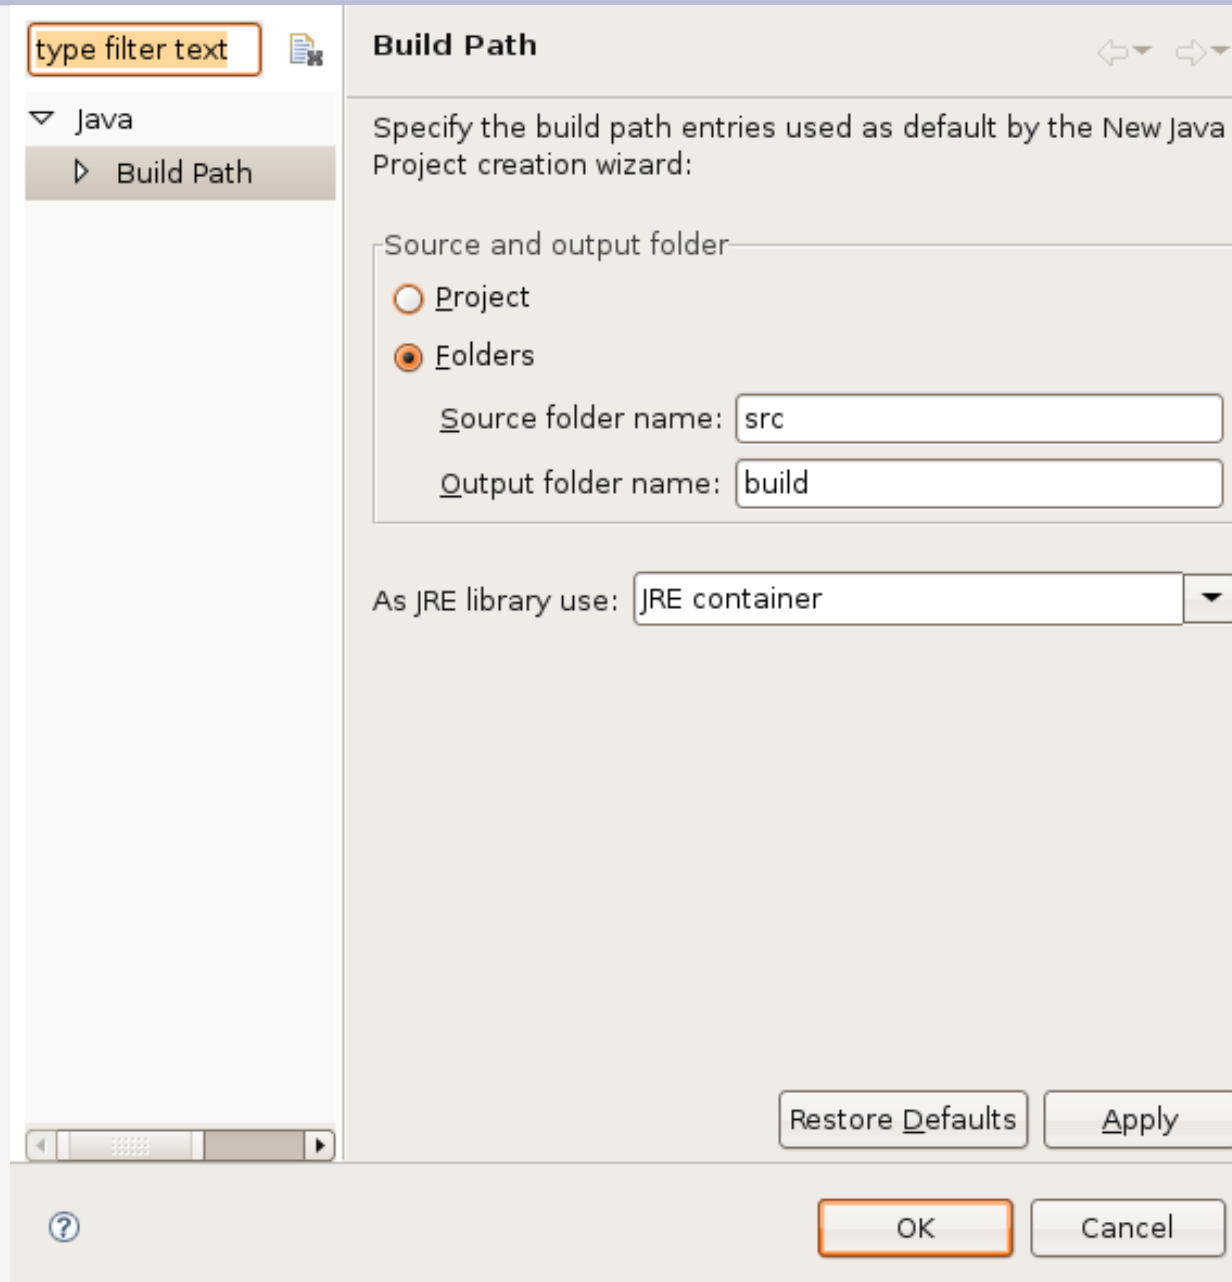 type filter text
Java
Build Path
Build Path
Specify the build path entries used as default by the New Java
Project creation wizard:
Source and output folder
Project
Folders
Source folder name: src
Output folder name: build
As JRE library use: JRE container
Restore Defaults Apply
OK Cancel